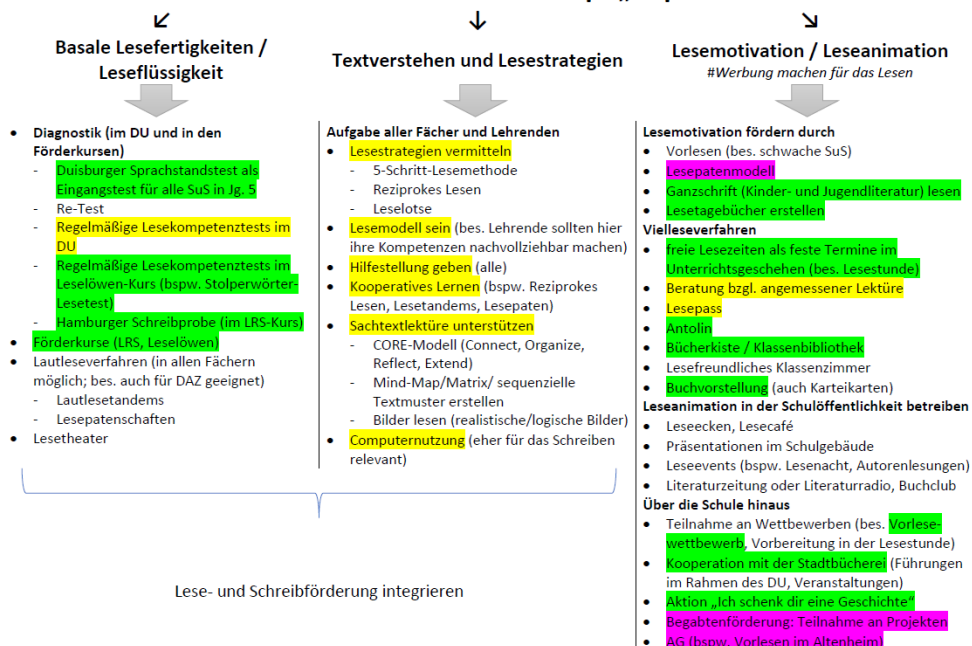 Basale Lesefertigkeiten /
Leseflüssigkeit
Diagnostik (im DU und in den
Förderkursen)
- Duisburger Sprachstandstest als
Eingangstest für alle SuS in Jg. 5
- Re-Test
- Regelmäßige Lesekompetenztests im
DU
- Regelmäßige Lesekompetenztests im
Leselöwen-Kurs (bspw. Stolperwörter-
Lesetest)
- Hamburger Schreibprobe (im LRS-Kurs)
• Förderkurse (LRS, Leselöwen)
• Lautleseverfahren (in allen Fächern
möglich; bes. auch für DAZ geeignet)
- Lautlesetandems
- Lesepatenschaften
• Lesetheater
Textverstehen und Lesestrategien
Aufgabe aller Fächer und Lehrenden
• Lesestrategien vermitteln
- 5-Schritt-Lesemethode
- Reziprokes Lesen
- Leselotse
• Lesemodell sein (bes. Lehrende sollten hier
ihre Kompetenzen nachvollziehbar machen)
• Hilfestellung geben (alle)
• Kooperatives Lernen (bspw. Reziprokes
Lesen, Lesetandems, Lesepaten)
• Sachtextlektüre unterstützen
- CORE-Modell (Connect, Organize,
Reflect, Extend)
- Mind-Map/Matrix/ sequenzielle
Textmuster erstellen
- Bilder lesen (realistische/logische Bilder)
• Computernutzung (eher für das Schreiben
relevant)
Lese- und Schreibförderung integrieren
Lesemotivation / Leseanimation
#Werbung machen für das Lesen
Lesemotivation fördern durch
• Vorlesen (bes. schwache SuS)
• Lesepatenmodell
• Ganzschrift (Kinder- und Jugendliteratur) lesen
• Lesetagebücher erstellen
Vielleseverfahren
• freie Lesezeiten als feste Termine im
Unterrichtsgeschehen (bes. Lesestunde)
• Beratung bzgl. angemessener Lektüre
• Lesepass
• Antolin
• Bücherkiste / Klassenbibliothek
• Lesefreundliches Klassenzimmer
• Buchvorstellung (auch Karteikarten)
Leseanimation in der Schulöffentlichkeit betreiben
• Leseecken, Lesecafé
• Präsentationen im Schulgebäude
• Leseevents (bspw. Lesenacht, Autorenlesungen)
• Literaturzeitung oder Literaturradio, Buchclub
Über die Schule hinaus
• Teilnahme an Wettbewerben (bes. Vorlese-
wettbewerb, Vorbereitung in der Lesestunde)
• Kooperation mit der Stadtbücherei (Führungen
im Rahmen des DU, Veranstaltungen)
• Aktion „Ich schenk dir eine Geschichte"
• Begabtenförderung: Teilnahme an Projekten
• AG (bspw. Vorlesen im Altenheim)